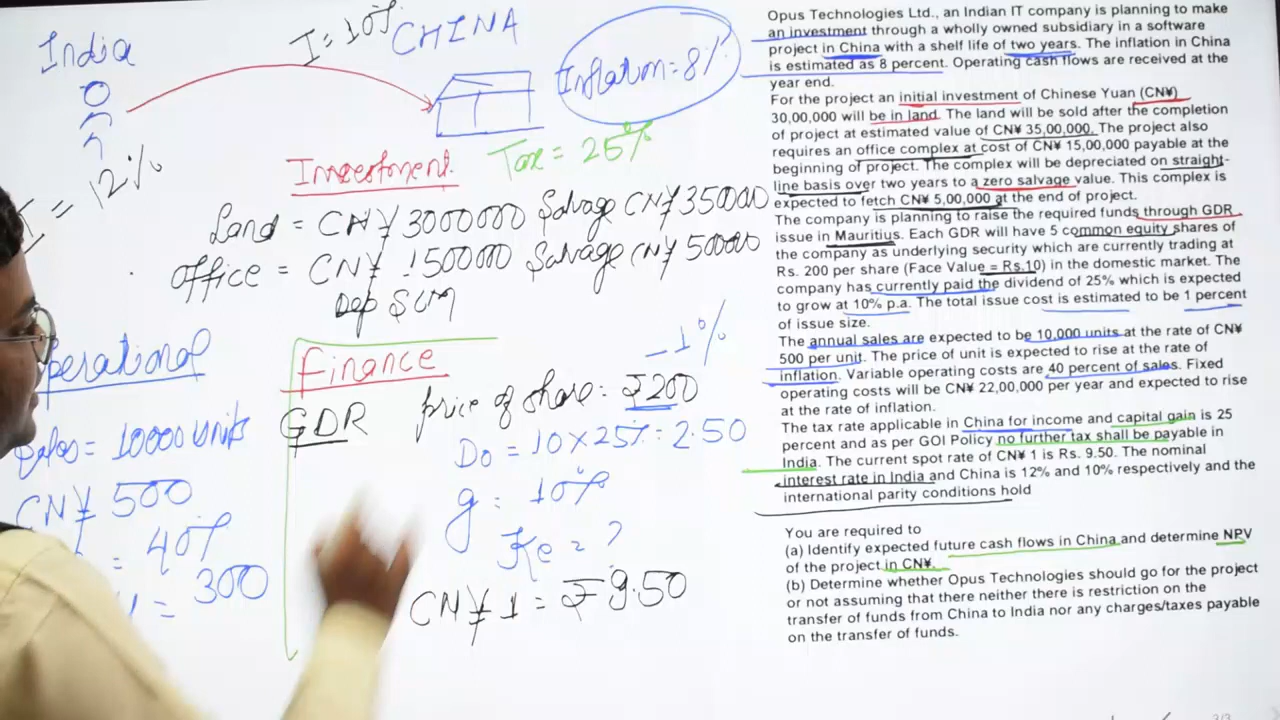 India
I = 10%
CHINA
Inflation = 8%
I = 12%
Tax = 25%
Investment
Land = CN¥ 3000000 Salvage CN¥ 3500000
Office = CN¥ 1500000 Salvage CN¥ 500000
Dep SLM
Operational
Sales = 10000 units
CN¥ 500
= 40%
= 300
Finance
-1%
GDR price of share: ₹200
D0 = 10 x 25% = 2.50
g = 10%
Ke = ?
CN¥ 1 = ₹ 9.50
Opus Technologies Ltd., an Indian IT company is planning to make
an investment through a wholly owned subsidiary in a software
project in China with a shelf life of two years. The inflation in China
is estimated as 8 percent. Operating cash flows are received at the
year end.
For the project an initial investment of Chinese Yuan (CN¥)
30,00,000 will be in land. The land will be sold after the completion
of project at estimated value of CN¥ 35,00,000. The project also
requires an office complex at cost of CN¥ 15,00,000 payable at the
beginning of project. The complex will be depreciated on straight-
line basis over two years to a zero salvage value. This complex is
expected to fetch CN¥ 5,00,000 at the end of project.
The company is planning to raise the required funds through GDR
issue in Mauritius. Each GDR will have 5 common equity shares of
the company as underlying security which are currently trading at
Rs. 200 per share (Face Value = Rs.10) in the domestic market. The
company has currently paid the dividend of 25% which is expected
to grow at 10% p.a. The total issue cost is estimated to be 1 percent
of issue size.
The annual sales are expected to be 10,000 units at the rate of CN¥
500 per unit. The price of unit is expected to rise at the rate of
inflation. Variable operating costs are 40 percent of sales. Fixed
operating costs will be CN¥ 22,00,000 per year and expected to rise
at the rate of inflation.
The tax rate applicable in China for income and capital gain is 25
percent and as per GOI Policy no further tax shall be payable in
India. The current spot rate of CN¥ 1 is Rs. 9.50. The nominal
interest rate in India and China is 12% and 10% respectively and the
international parity conditions hold
You are required to
(a) Identify expected future cash flows in China and determine NPV
of the project in CN¥.
(b) Determine whether Opus Technologies should go for the project
or not assuming that there neither there is restriction on the
transfer of funds from China to India nor any charges/taxes payable
on the transfer of funds.